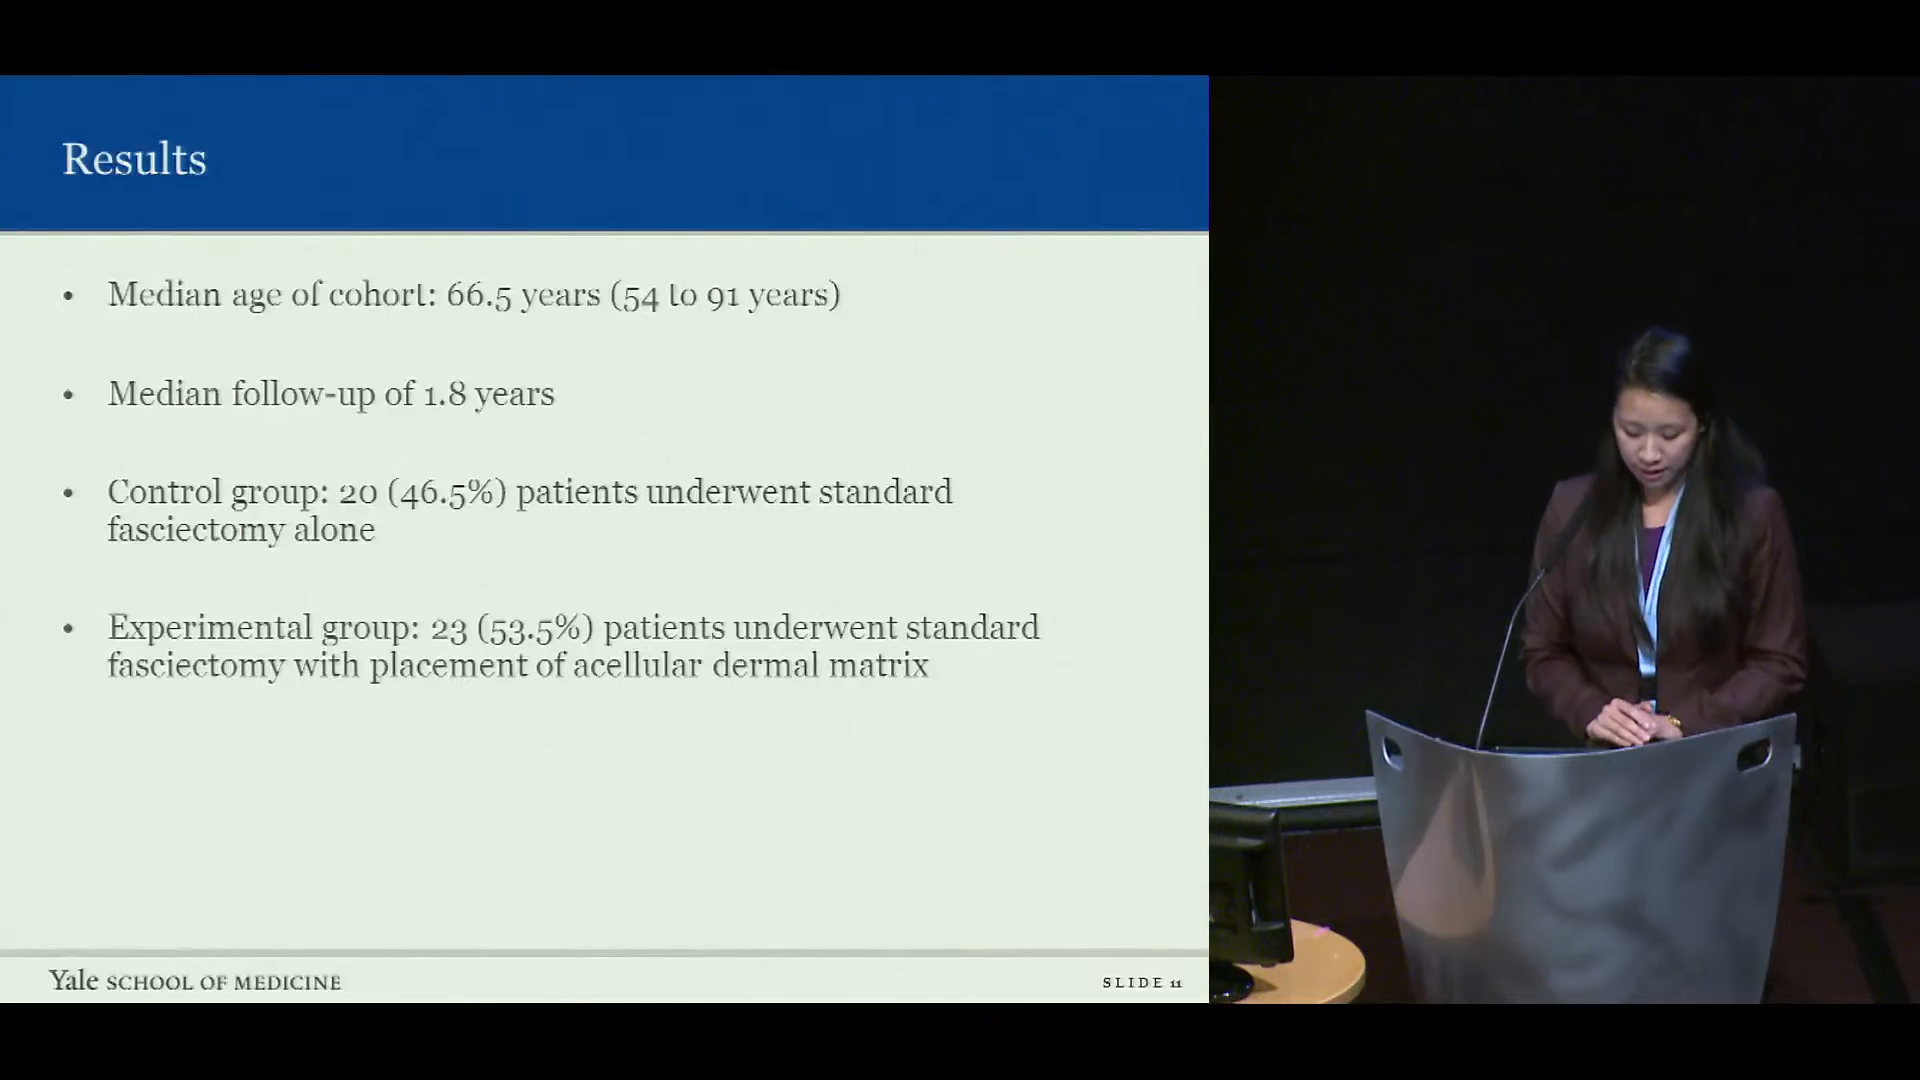 Results
• Median age of cohort: 66.5 years (54 to 91 years)
• Median follow-up of 1.8 years
• Control group: 20 (46.5%) patients underwent standard
fasciectomy alone
• Experimental group: 23 (53.5%) patients underwent standard
fasciectomy with placement of acellular dermal matrix
Yale SCHOOL OF MEDICINE
SLIDE 11